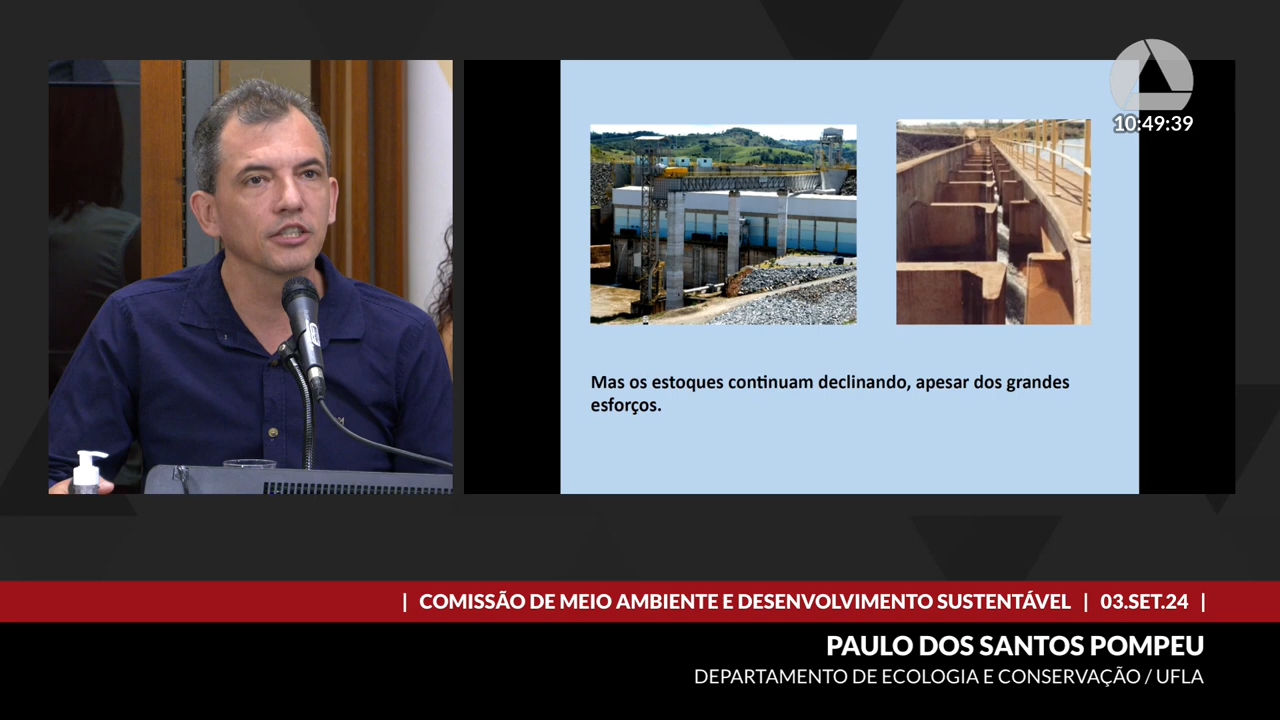 10:49:39
Mas os estoques continuam declinando, apesar dos grandes
esforços.
| COMISSÃO DE MEIO AMBIENTE E DESENVOLVIMENTO SUSTENTÁVEL | 03.SET.24 |
PAULO DOS SANTOS POMPEU
DEPARTAMENTO DE ECOLOGIA E CONSERVAÇÃO / UFLA